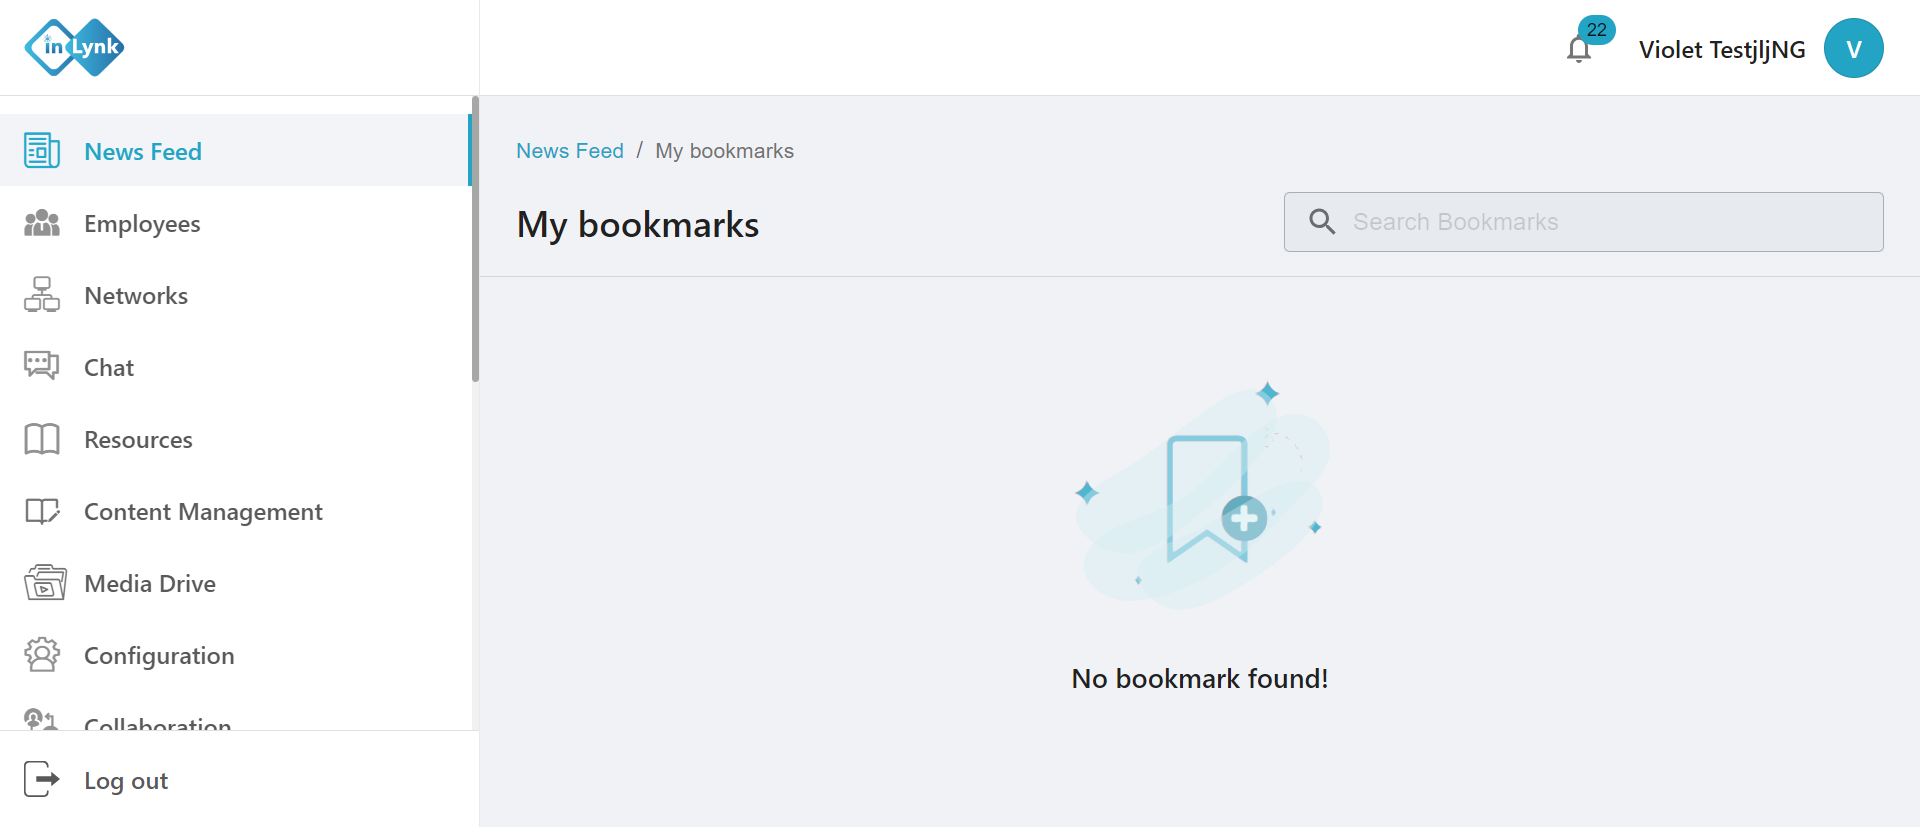 inLynk
22
Violet TestjljNG
V
News Feed
Employees
Networks
Chat
Resources
Content Management
Media Drive
Configuration
Collaboration
Log out
News Feed / My bookmarks
My bookmarks
Search Bookmarks
No bookmark found!